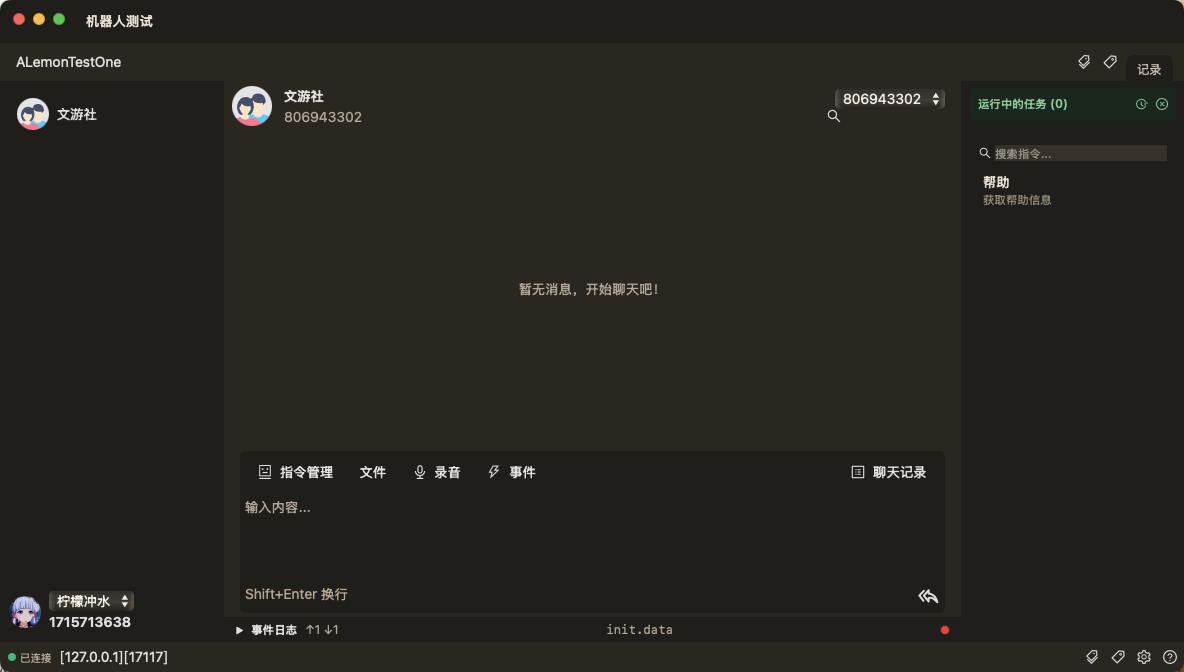 机器人测试
ALemonTestOne
记录
文游社
文游社
806943302
806943302
运行中的任务 (0)
搜索指令...
帮助
获取帮助信息
暂无消息，开始聊天吧！
指令管理 文件 录音 事件 聊天记录
输入内容...
Shift+Enter 换行
柠檬冲水
1715713638
事件日志 ↑1 ↓1 init.data
已连接 [127.0.0.1][17117]